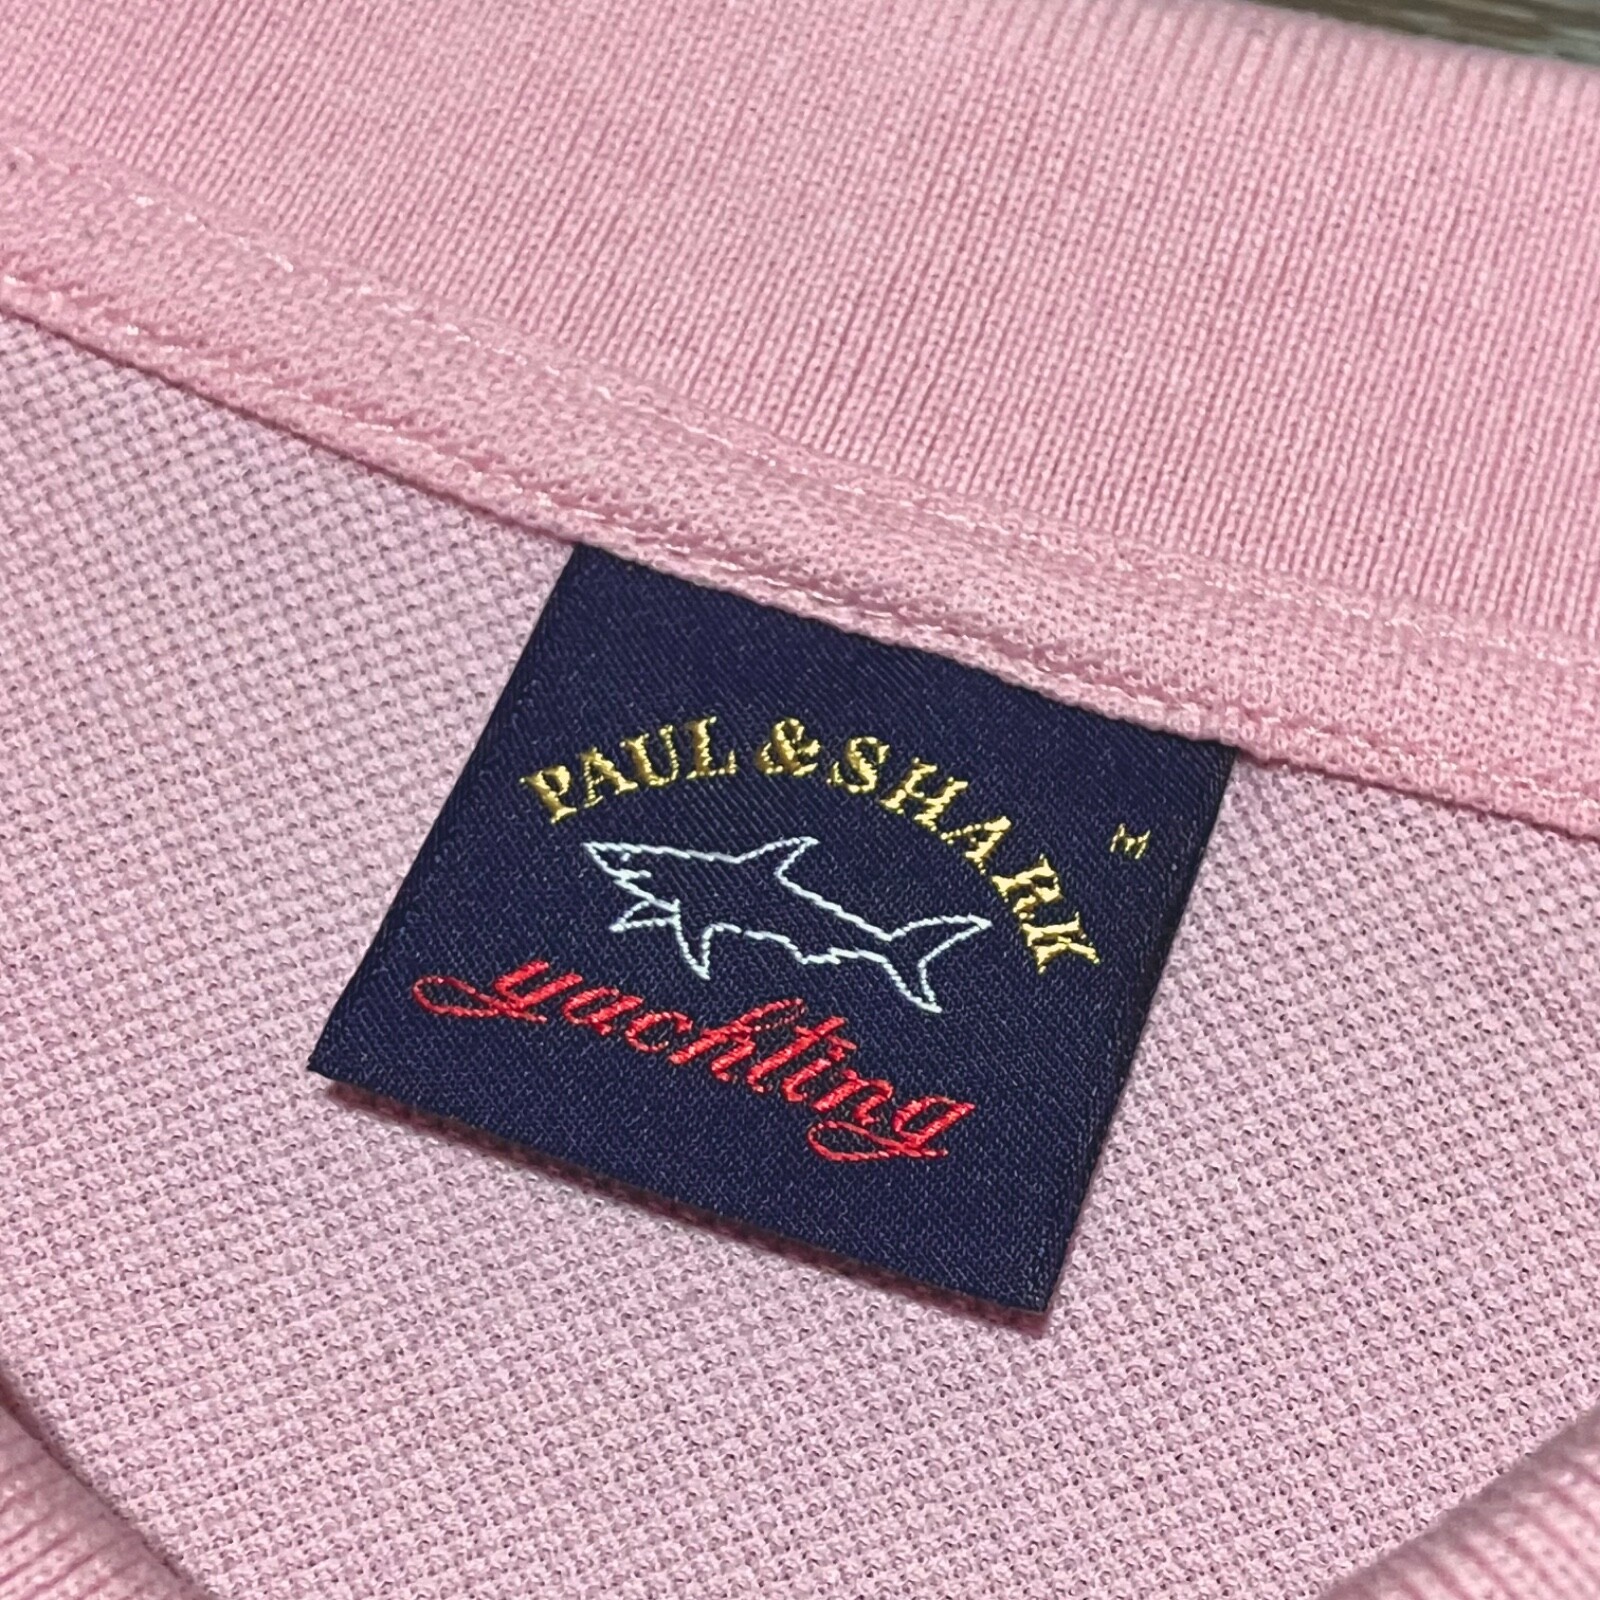 PAUL & SHARK
M
yachting